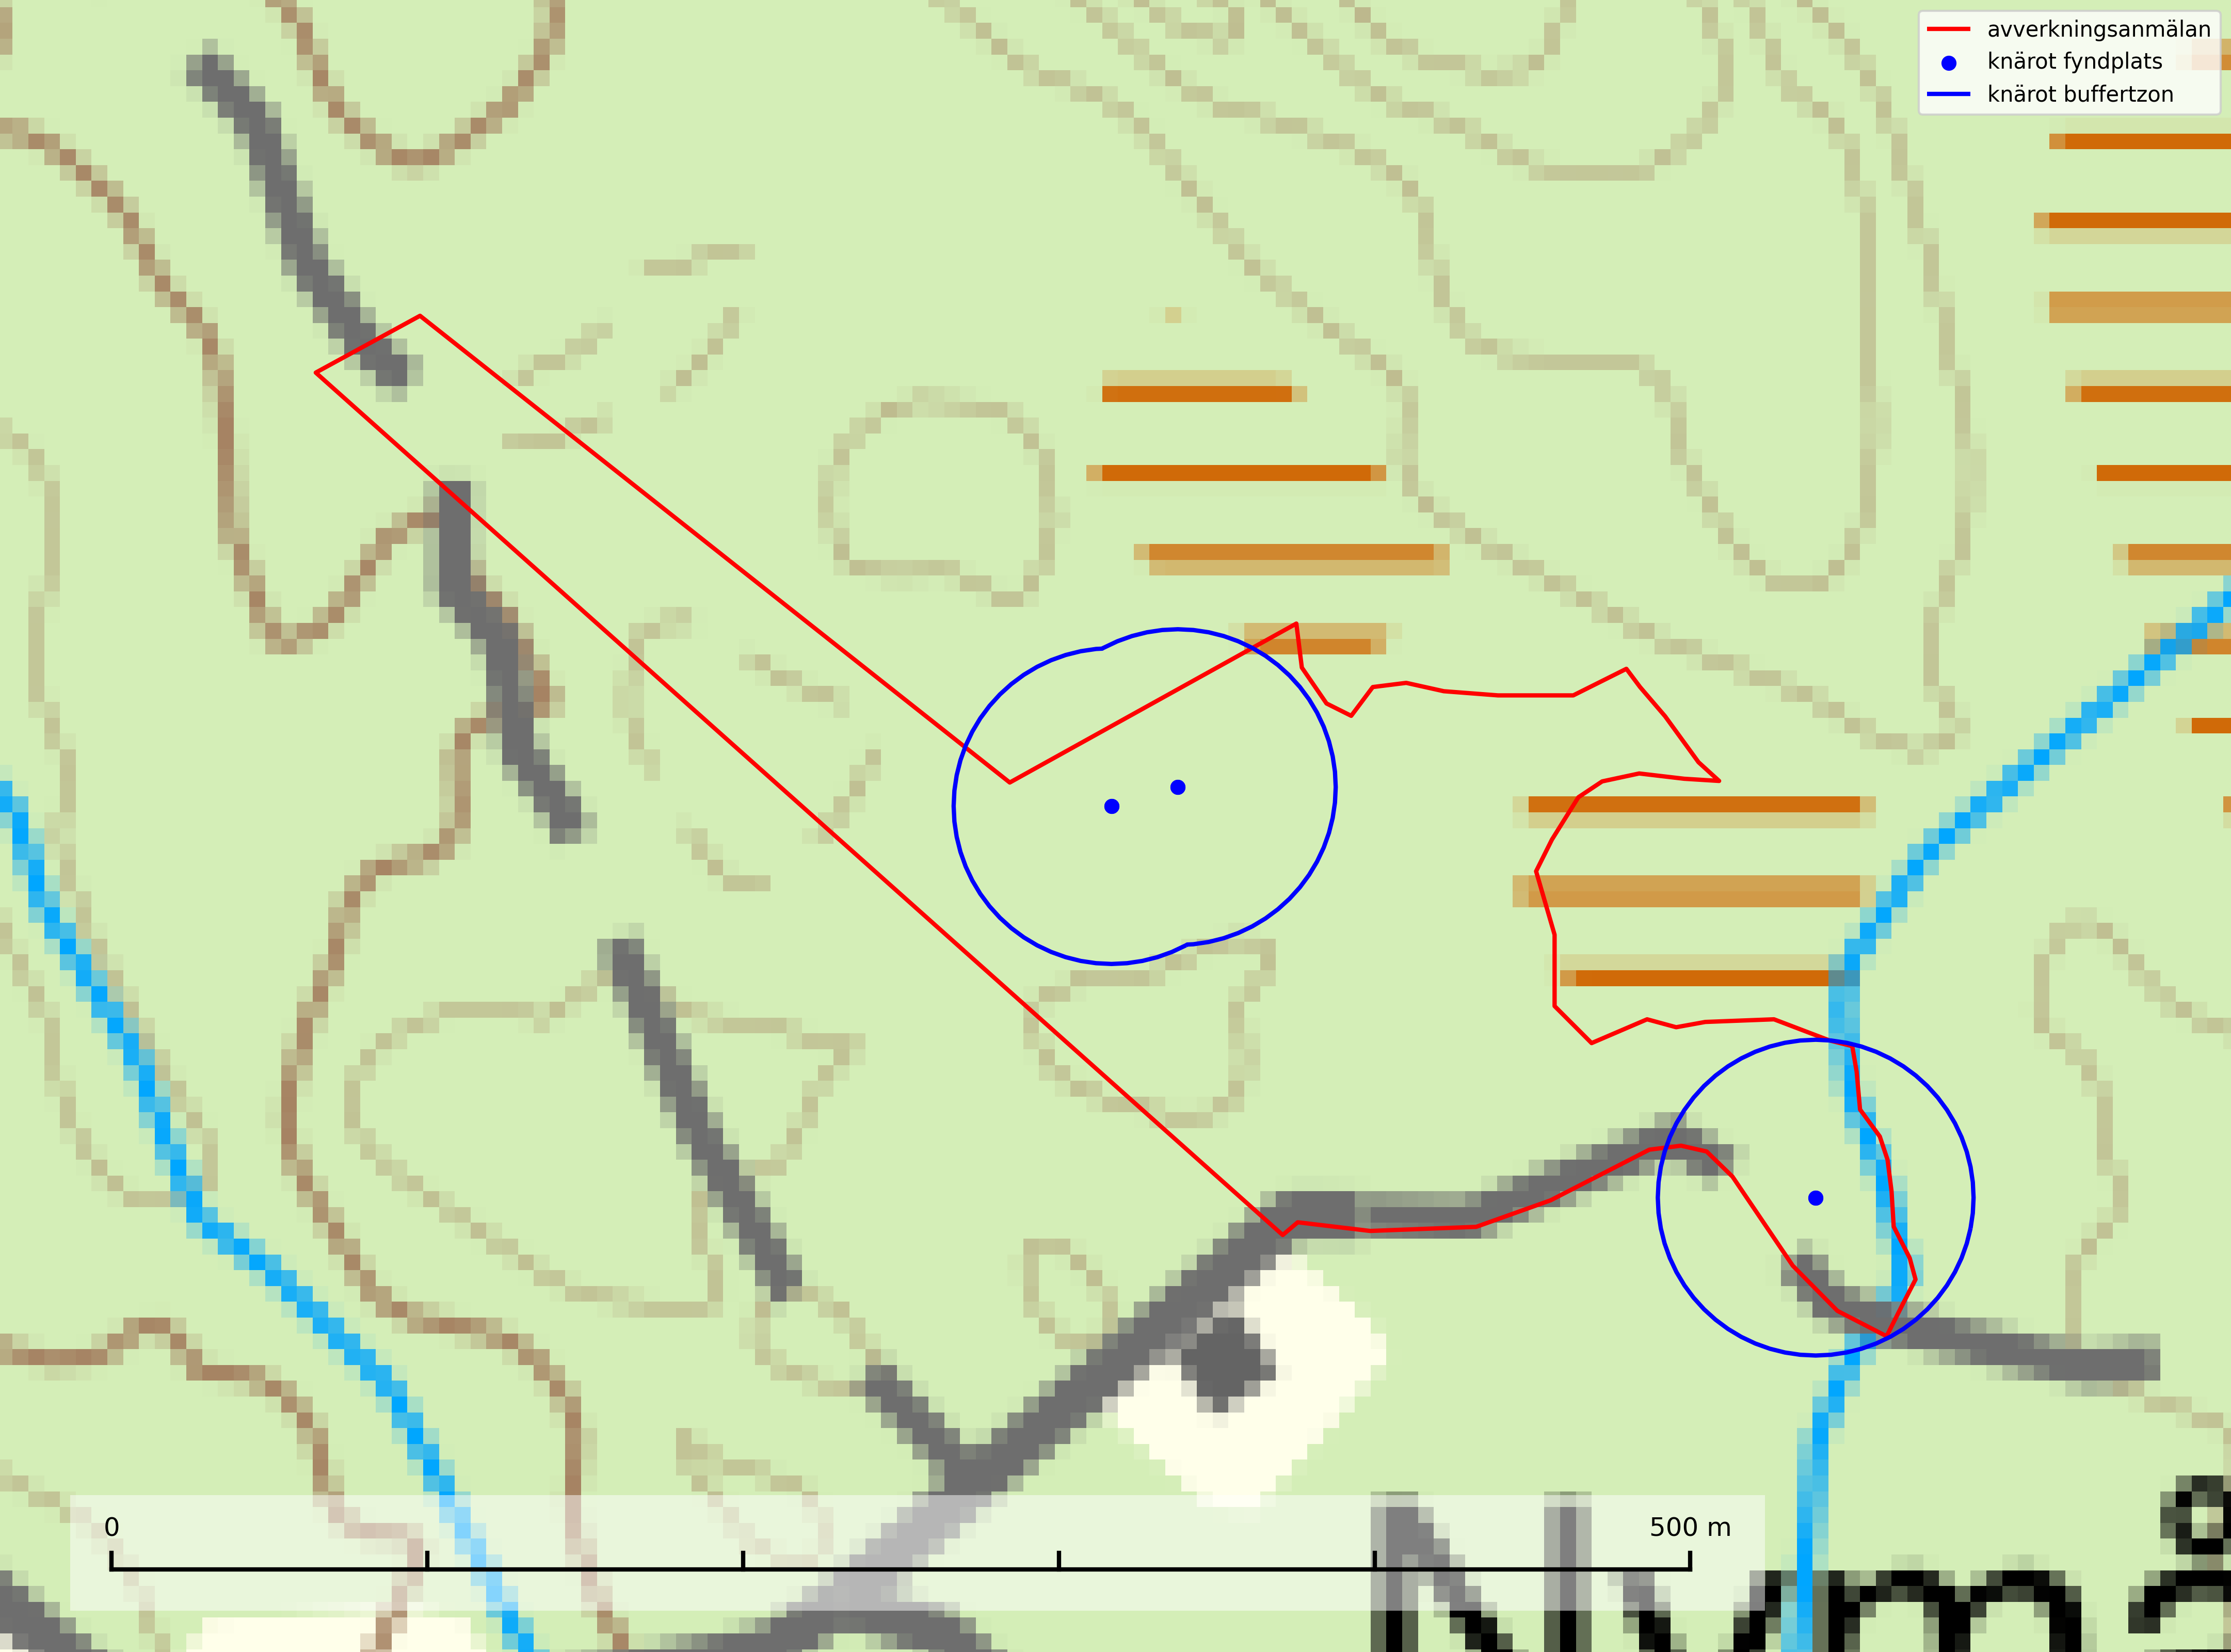 avverkningsanmälan
knärot fyndplats
knärot buffertzon
0
500 m